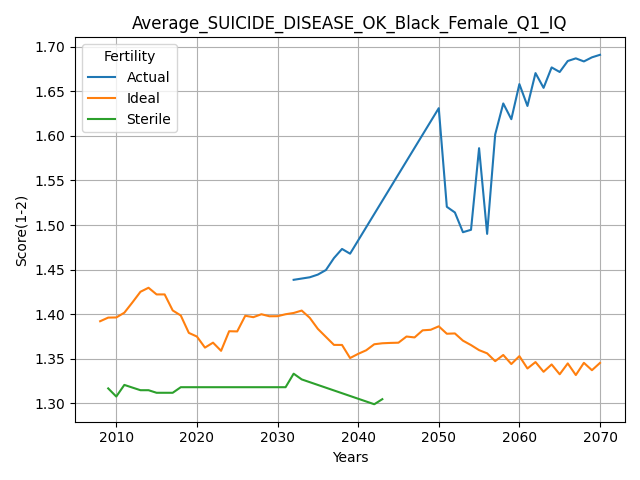 Average_SUICIDE_DISEASE_OK_Black_Female_Q1_IQ
Fertility
Actual
Ideal
Sterile
Score(1-2)
1.70
1.65
1.60
1.55
1.50
1.45
1.40
1.35
1.30
2010 2020 2030 2040 2050 2060 2070
Years